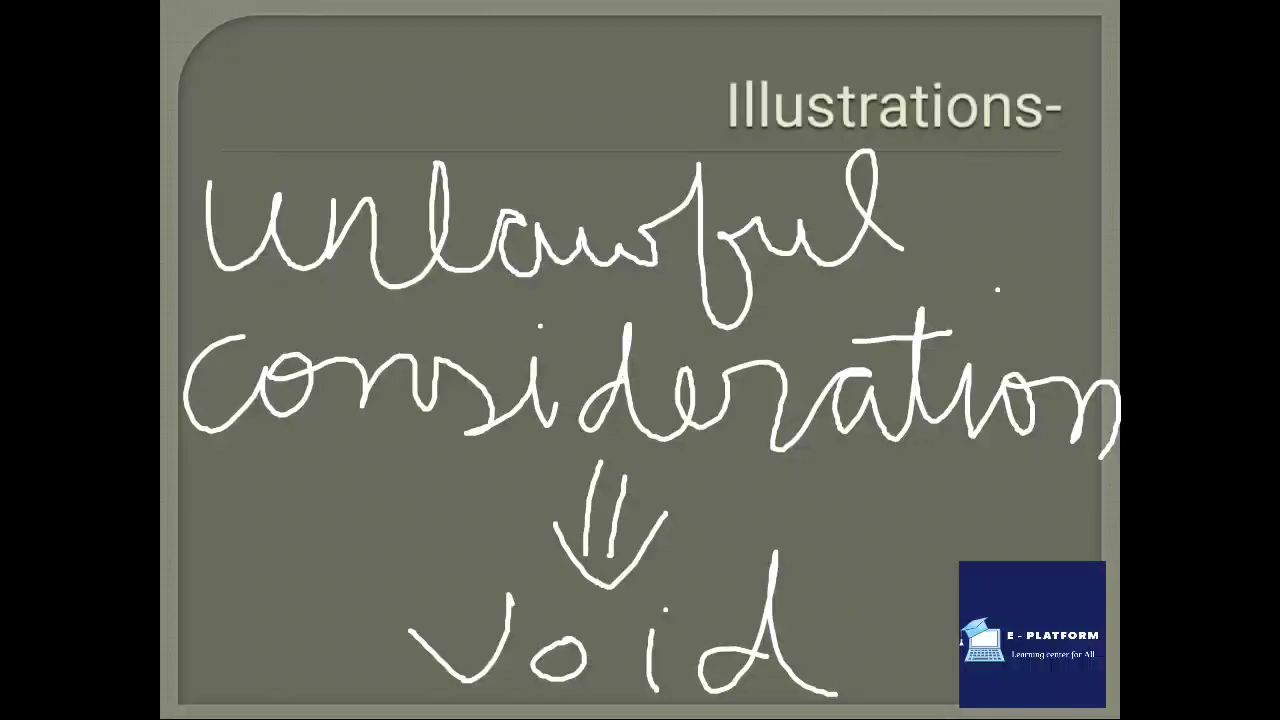 Illustrations-
unlawful
consideration
void
E - PLATFORM
Learning center for All